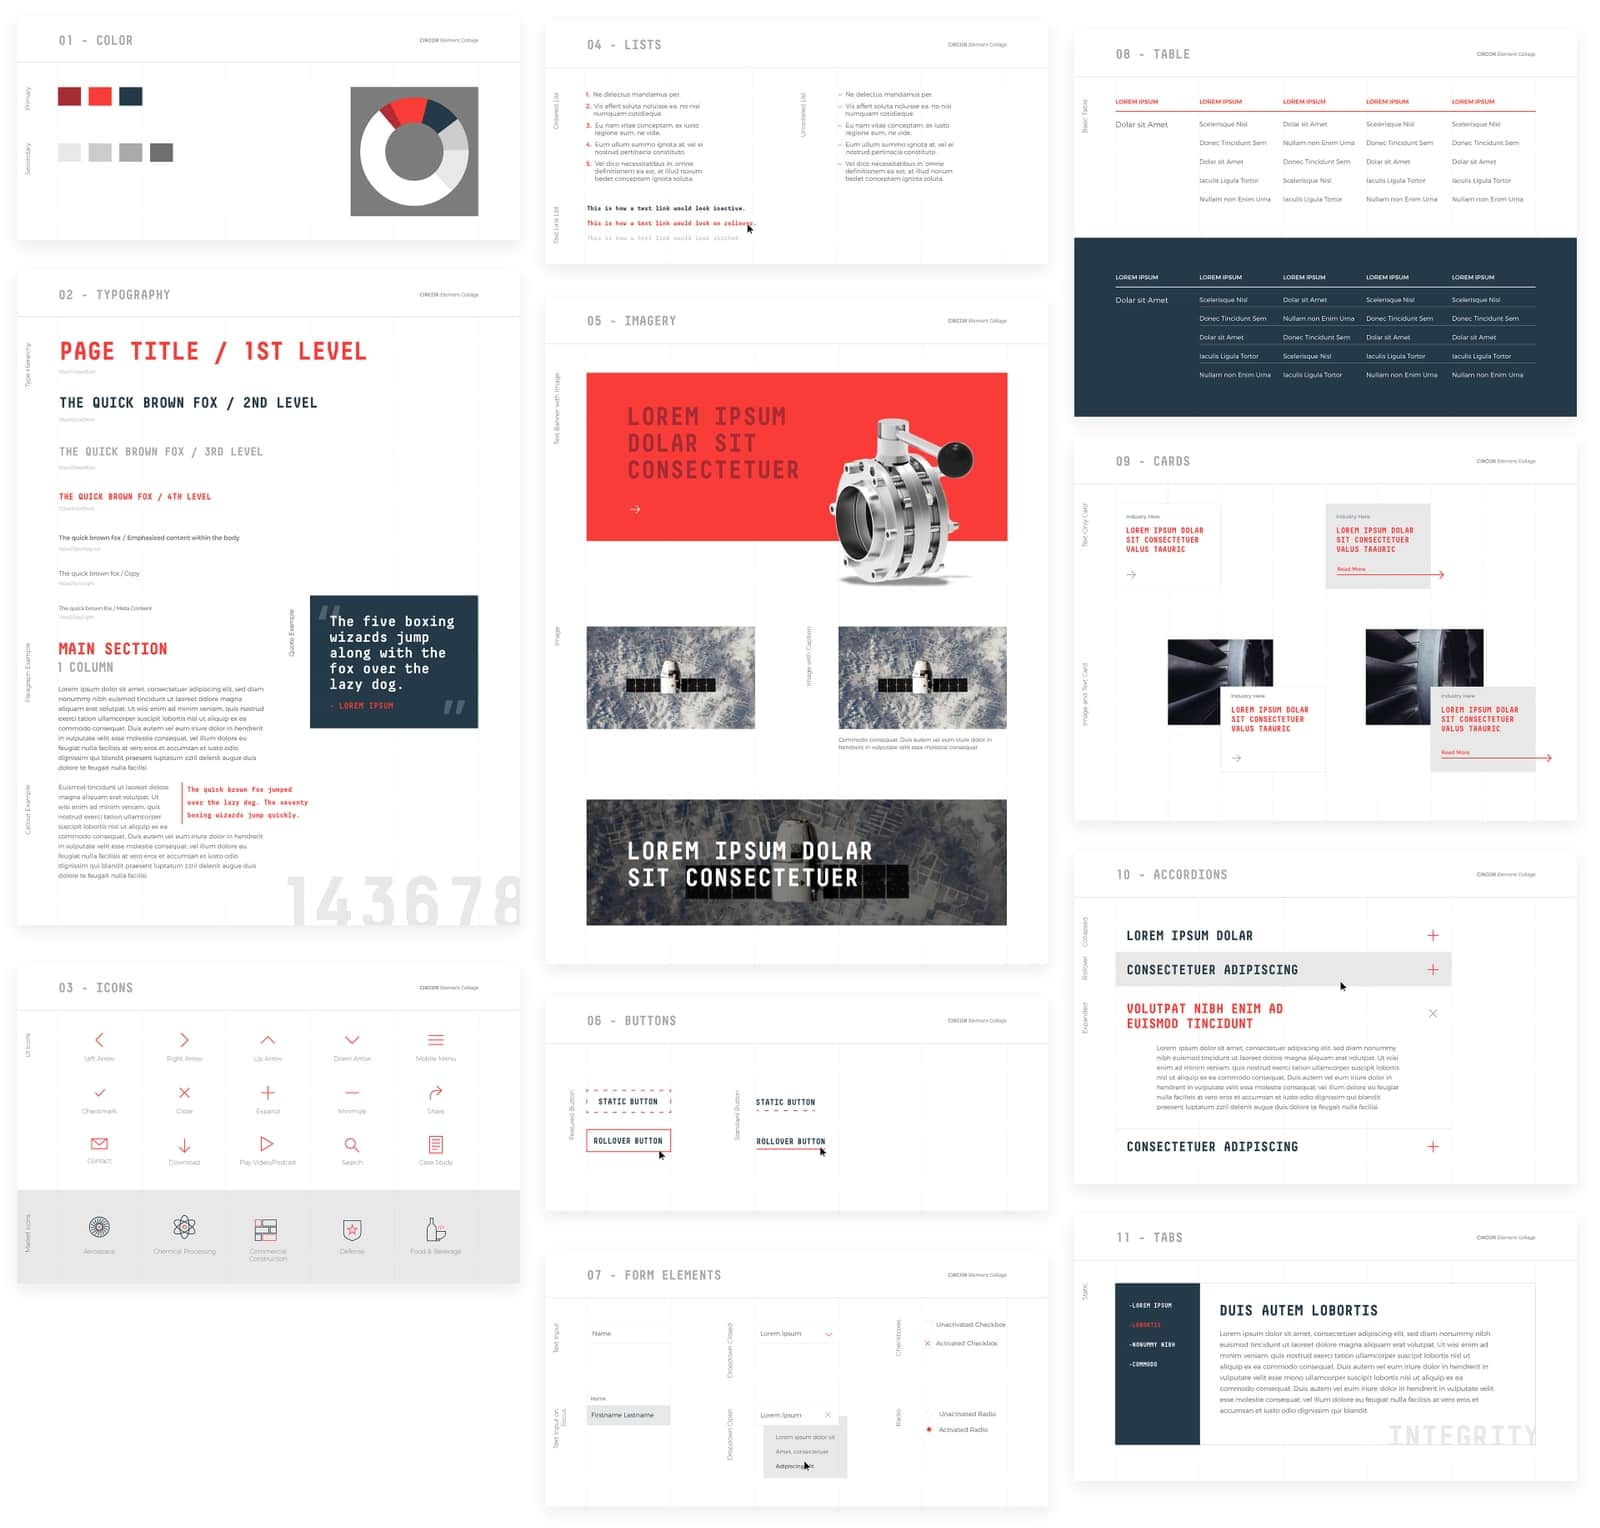 01 - COLOR
CIRCOR Element Collage
Primary
Secondary
02 - TYPOGRAPHY
CIRCOR Element Collage
Type Hierarchy
PAGE TITLE / 1ST LEVEL
THE QUICK BROWN FOX / 2ND LEVEL
THE QUICK BROWN FOX / 3RD LEVEL
THE QUICK BROWN FOX / 4TH LEVEL
The quick brown fox / Emphasized content within the body
The quick brown fox / Copy
The quick brown fox / Meta Content
Paragraph Example
MAIN SECTION
1 COLUMN
Lorem ipsum dolor sit amet, consectetuer adipiscing elit, sed diam
nonummy nibh euismod tincidunt ut laoreet dolore magna
aliquam erat volutpat. Ut wisi enim ad minim veniam, quis nostrud
exerci tation ullamcorper suscipit lobortis nisl ut aliquip ex ea
commodo consequat. Duis autem vel eum iriure dolor in hendrerit
in vulputate velit esse molestie consequat, vel illum dolore eu
feugiat nulla facilisis at vero eros et accumsan et iusto odio
dignissim qui blandit praesent luptatum zzril delenit augue duis
dolore te feugait nulla facilisi.
Quote Example
“
The five boxing
wizards jump
along with the
fox over the
lazy dog.
- LOREM IPSUM
”
Callout Example
Euismod tincidunt ut laoreet dolore
magna aliquam erat volutpat. Ut
wisi enim ad minim veniam, quis
nostrud exerci tation ullamcorper
suscipit lobortis nisl ut aliquip ex ea
commodo consequat. Duis autem vel eum iriure dolor in hendrerit
in vulputate velit esse molestie consequat, vel illum dolore eu
feugiat nulla facilisis at vero eros et accumsan et iusto odio
dignissim qui blandit praesent luptatum zzril delenit augue duis
dolore te feugait nulla facilisi.
The quick brown fox jumped
over the lazy dog. The seventy
boxing wizards jump quickly.
143678
03 - ICONS
CIRCOR Element Collage
UI Icons
Left Arrow
Right Arrow
Up Arrow
Down Arrow
Mobile Menu
Checkmark
Close
Expand
Minimize
Share
Contact
Download
Play Video/Podcast
Search
Case Study
Market Icons
Aerospace
Chemical Processing
Commercial
Construction
Defense
Food & Beverage
04 - LISTS
CIRCOR Element Collage
Ordered List
1. Ne delectus mandamus per.
2. Vis affert soluta noluisse ea, no nisl
numquam cotidieque.
3. Eu nam vitae conceptam, ex iusto
regione eum, ne vide.
4. Eum ullum summo ignota at, vel ei
nostrud pertinacia constituto.
5. Vel dico necessitatibus in, omne
definitionem ea est, et illud novum
bedet conceptam ignota soluta.
Unordered List
– Ne delectus mandamus per.
– Vis affert soluta noluisse ea, no nisl
numquam cotidieque.
– Eu nam vitae conceptam, ex iusto
regione eum, ne vide.
– Eum ullum summo ignota at, vel ei
nostrud pertinacia constituto.
– Vel dico necessitatibus in, omne
definitionem ea est, et illud novum
bedet conceptam ignota soluta.
Text Link List
This is how a text link would look inactive.
This is how a text link would look on rollover.
This is how a text link would look visited.
05 - IMAGERY
CIRCOR Element Collage
Text Banner with Image
LOREM IPSUM
DOLAR SIT
CONSECTETUER
Image
Image with Caption
Commodo consequat. Duis autem vel eum iriure dolor in
hendrerit in vulputate velit esse molestie consequat
LOREM IPSUM DOLAR
SIT CONSECTETUER
06 - BUTTONS
CIRCOR Element Collage
Featured Button
STATIC BUTTON
ROLLOVER BUTTON
Standard Button
STATIC BUTTON
ROLLOVER BUTTON
07 - FORM ELEMENTS
CIRCOR Element Collage
Text Input
Name
Dropdown Closed
Lorem Ipsum
Checkboxes
Unactivated Checkbox
Activated Checkbox
Text Input on
Focus
Name
Firstname Lastname
Dropdown Open
Lorem Ipsum
Lorem ipsum dolor sit
Amet, consectetuer
Adipiscing elit
Radio
Unactivated Radio
Activated Radio
08 - TABLE
CIRCOR Element Collage
Basic Table
LOREM IPSUM LOREM IPSUM LOREM IPSUM LOREM IPSUM LOREM IPSUM
Dolar sit Amet Scelerisque Nisl Dolar sit Amet Scelerisque Nisl Scelerisque Nisl
Donec Tincidunt Sem Nullam non Enim Urna Donec Tincidunt Sem Donec Tincidunt Sem
Dolar sit Amet Donec Tincidunt Sem Dolar sit Amet Dolar sit Amet
Iaculis Ligula Tortor Scelerisque Nisl Iaculis Ligula Tortor Iaculis Ligula Tortor
Nullam non Enim Urna Iaculis Ligula Tortor Nullam non Enim Urna Nullam non Enim Urna
LOREM IPSUM LOREM IPSUM LOREM IPSUM LOREM IPSUM LOREM IPSUM
Dolar sit Amet Scelerisque Nisl Dolar sit Amet Scelerisque Nisl Scelerisque Nisl
Donec Tincidunt Sem Nullam non Enim Urna Donec Tincidunt Sem Donec Tincidunt Sem
Dolar sit Amet Donec Tincidunt Sem Dolar sit Amet Dolar sit Amet
Iaculis Ligula Tortor Scelerisque Nisl Iaculis Ligula Tortor Iaculis Ligula Tortor
Nullam non Enim Urna Iaculis Ligula Tortor Nullam non Enim Urna Nullam non Enim Urna
09 - CARDS
CIRCOR Element Collage
Text Only Card
Industry Here
LOREM IPSUM DOLAR
SIT CONSECTETUER
VALUS TAAURIC
Industry Here
LOREM IPSUM DOLAR
SIT CONSECTETUER
VALUS TAAURIC
Read More
Image and Text Card
Industry Here
LOREM IPSUM DOLAR
SIT CONSECTETUER
VALUS TAAURIC
Industry Here
LOREM IPSUM DOLAR
SIT CONSECTETUER
VALUS TAAURIC
Read More
10 - ACCORDIONS
CIRCOR Element Collage
Collapsed
LOREM IPSUM DOLAR
Rollover
CONSECTETUER ADIPISCING
Expanded
VOLUTPAT NIBH ENIM AD
EUISMOD TINCIDUNT
Lorem ipsum dolor sit amet, consectetuer adipiscing elit, sed diam nonummy
nibh euismod tincidunt ut laoreet dolore magna aliquam erat volutpat. Ut wisi
enim ad minim veniam, quis nostrud exerci tation ullamcorper suscipit lobortis
nisl ut aliquip ex ea commodo consequat. Duis autem vel eum iriure dolor in
hendrerit in vulputate velit esse molestie consequat, vel illum dolore eu feugiat
nulla facilisis at vero eros et accumsan et iusto odio dignissim qui blandit
praesent luptatum zzril delenit augue duis dolore te feugait nulla facilisi.
CONSECTETUER ADIPISCING
11 - TABS
CIRCOR Element Collage
Static
-LOREM IPSUM
-LOBORTIS
-NONUMMY NIBH
-COMMODO
DUIS AUTEM LOBORTIS
Lorem ipsum dolor sit amet, consectetuer adipiscing elit, sed diam nonummy nibh
euismod tincidunt ut laoreet dolore magna aliquam erat volutpat. Ut wisi enim ad
minim veniam, quis nostrud exerci tation ullamcorper suscipit lobortis nisl ut
aliquip ex ea commodo consequat. Duis autem vel eum iriure dolor in hendrerit in
vulputate velit esse mono ullamcorper suscipit lobortis nisl ut aliquip ex ea
commodo consequat. Duis autem vel eum iriure dolor in hendrerit in vulputate velit
esse molestie consequat, vel illum dolore eu feugiat nulla facilisis at vero eros et
accumsan et iusto odio dignissim qui blandit.
INTEGRITY